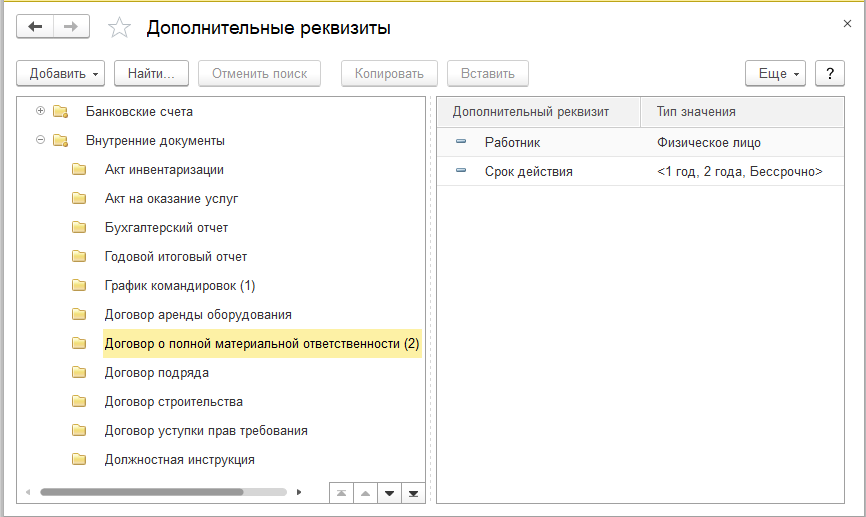 Дополнительные реквизиты
Добавить Найти... Отменить поиск Копировать Вставить Еще ?
Банковские счета
Внутренние документы
Акт инвентаризации
Акт на оказание услуг
Бухгалтерский отчет
Годовой итоговый отчет
График командировок (1)
Договор аренды оборудования
Договор о полной материальной ответственности (2)
Договор подряда
Договор строительства
Договор уступки прав требования
Должностная инструкция
Дополнительный реквизит Тип значения
Работник Физическое лицо
Срок действия <1 год, 2 года, Бессрочно>